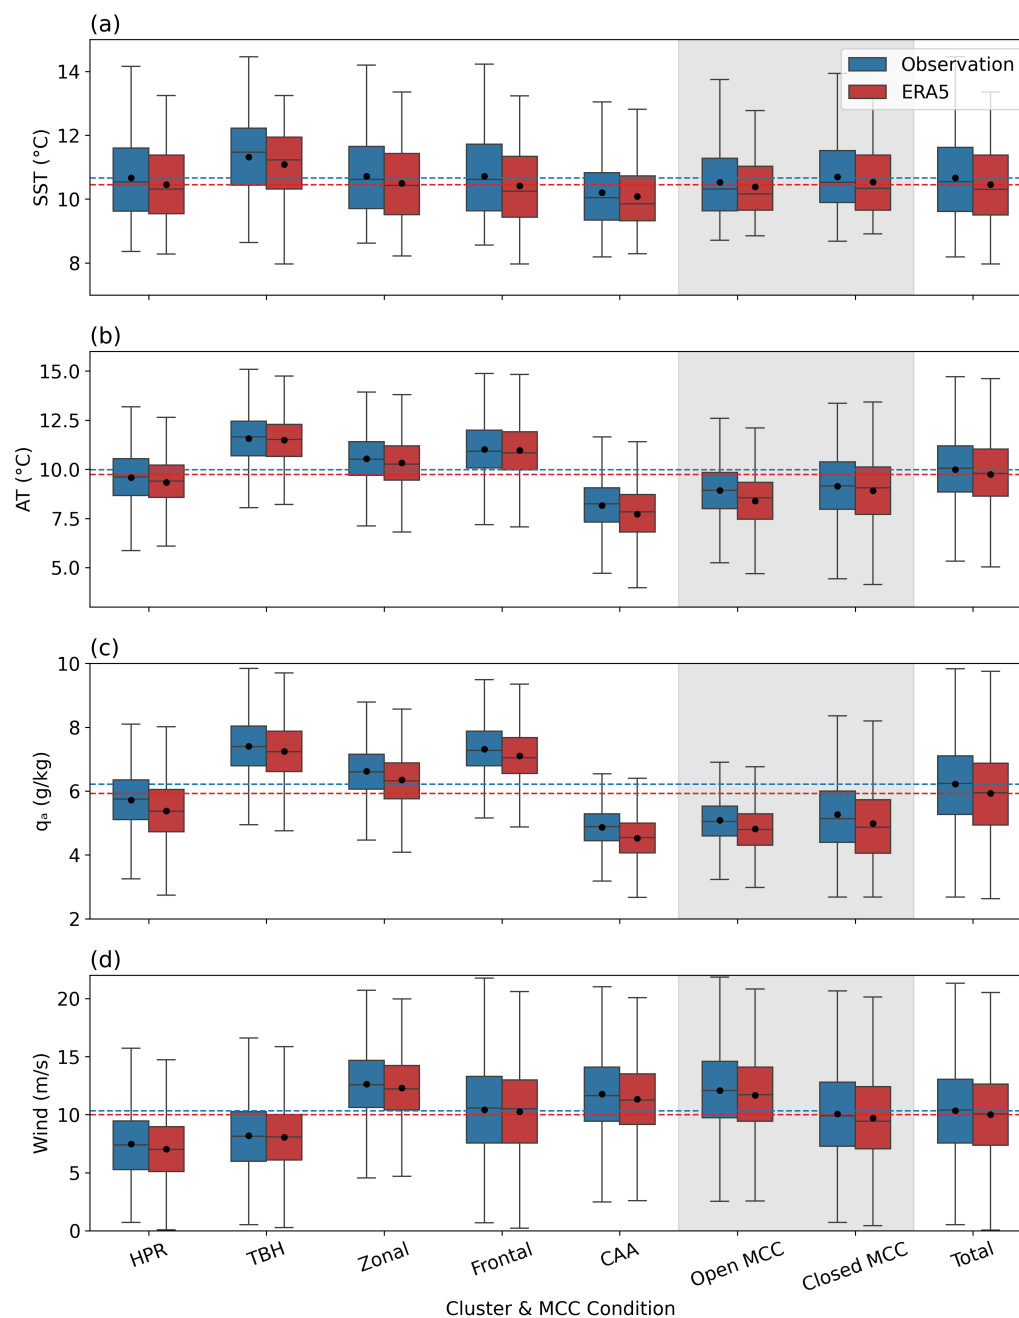 (a)
Observation
ERA5
SST (°C)
14
12
10
8
(b)
AT (°C)
15.0
12.5
10.0
7.5
5.0
(c)
qₐ (g/kg)
10
8
6
4
2
(d)
Wind (m/s)
20
15
10
5
0
HPR
TBH
Zonal
Frontal
CAA
Open MCC
Closed MCC
Total
Cluster & MCC Condition